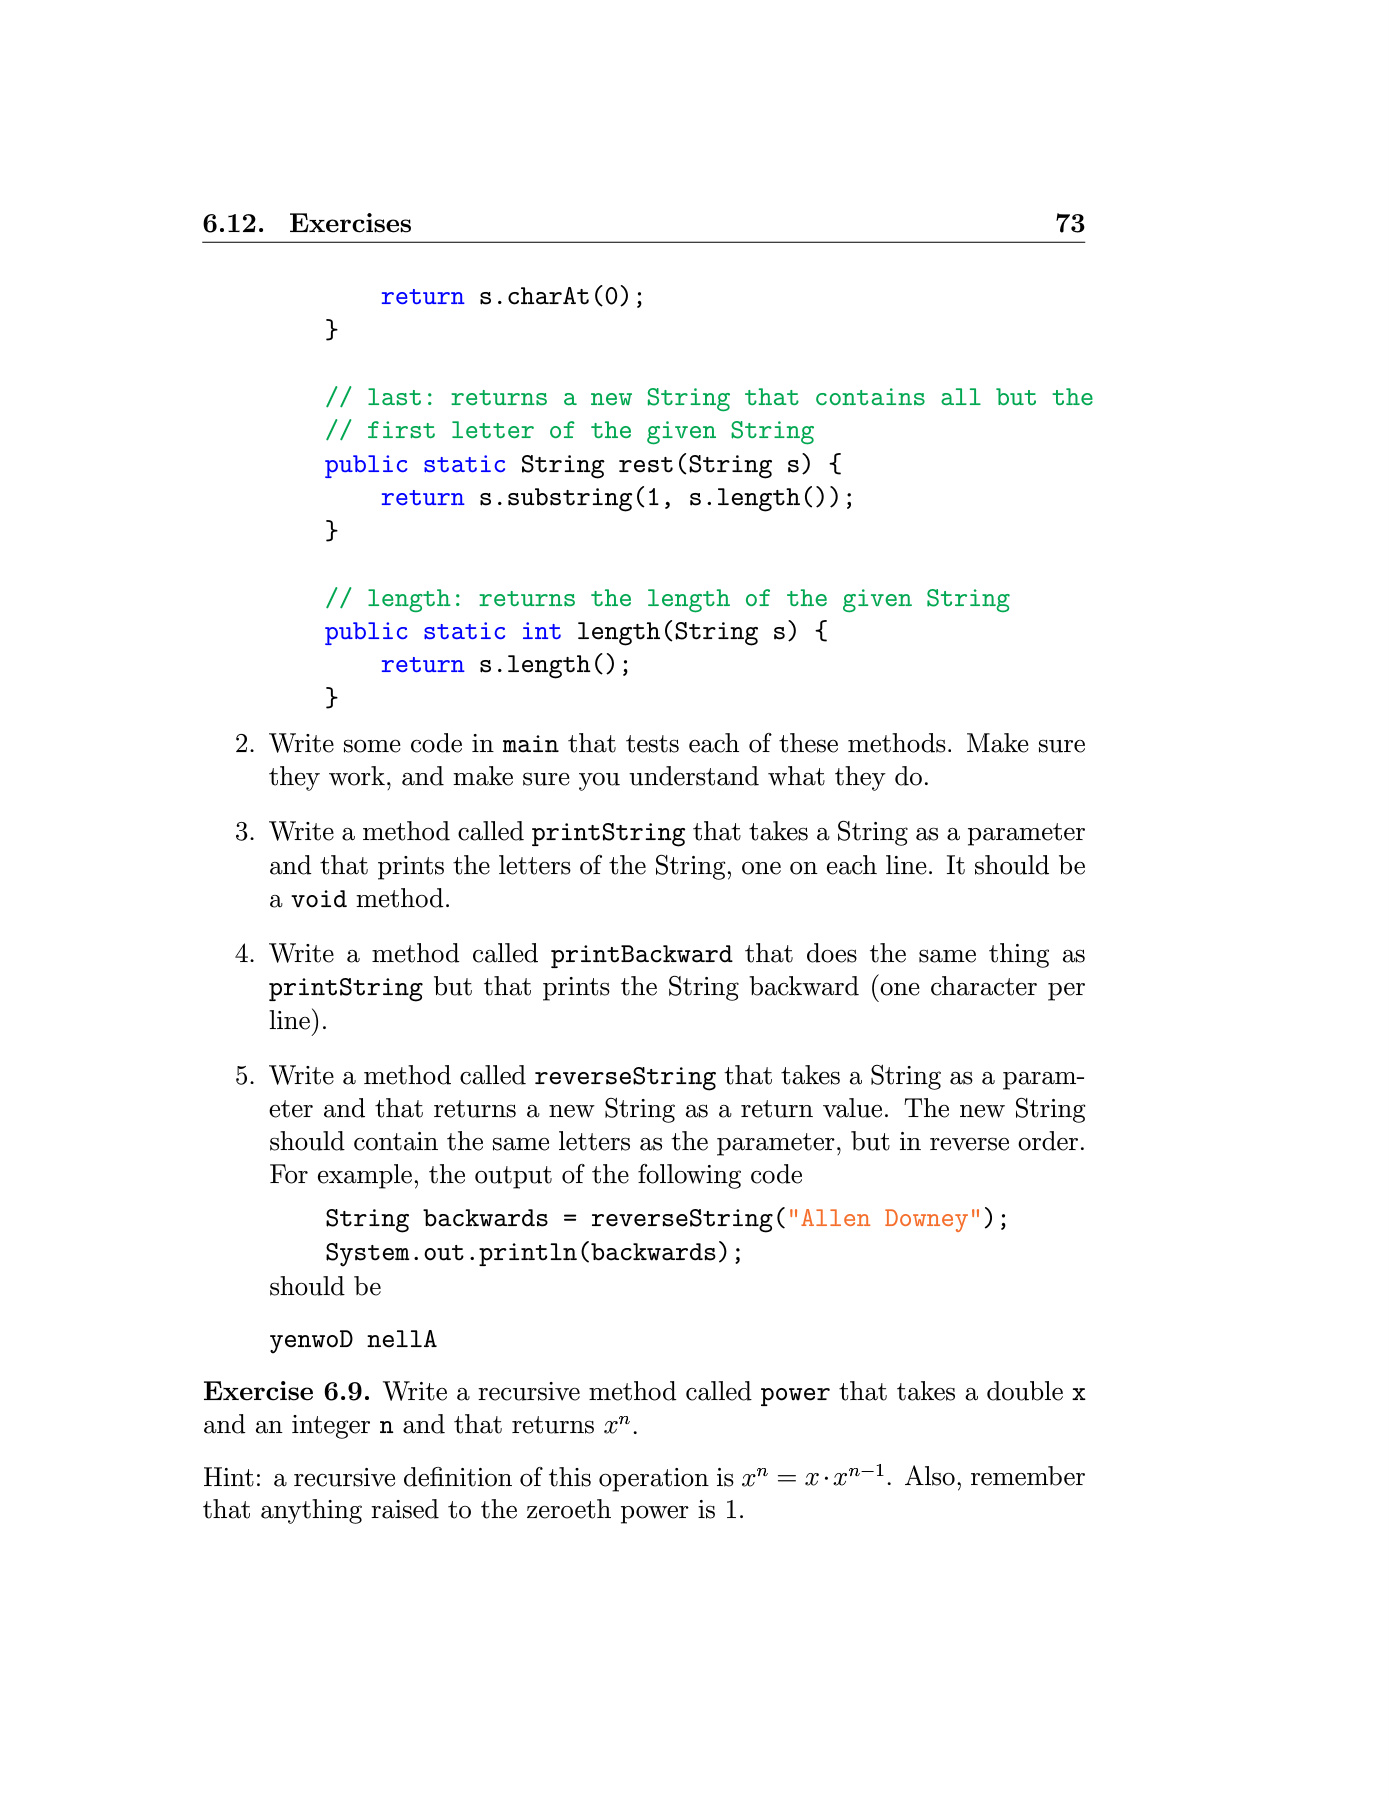 6.12. Exercises 73
return s.charAt(0);
}
// last: returns a new String that contains all but the
// first letter of the given String
public static String rest(String s) {
return s.substring(1, s.length());
}
// length: returns the length of the given String
public static int length(String s) {
return s.length();
}
2. Write some code in main that tests each of these methods. Make sure
they work, and make sure you understand what they do.
3. Write a method called printString that takes a String as a parameter
and that prints the letters of the String, one on each line. It should be
a void method.
4. Write a method called printBackward that does the same thing as
printString but that prints the String backward (one character per
line).
5. Write a method called reverseString that takes a String as a param-
eter and that returns a new String as a return value. The new String
should contain the same letters as the parameter, but in reverse order.
For example, the output of the following code
String backwards = reverseString("Allen Downey");
System.out.println(backwards);
should be
yenwoD nellA
Exercise 6.9. Write a recursive method called power that takes a double x
and an integer n and that returns xⁿ.
Hint: a recursive definition of this operation is xⁿ = x · xⁿ⁻¹. Also, remember
that anything raised to the zeroeth power is 1.